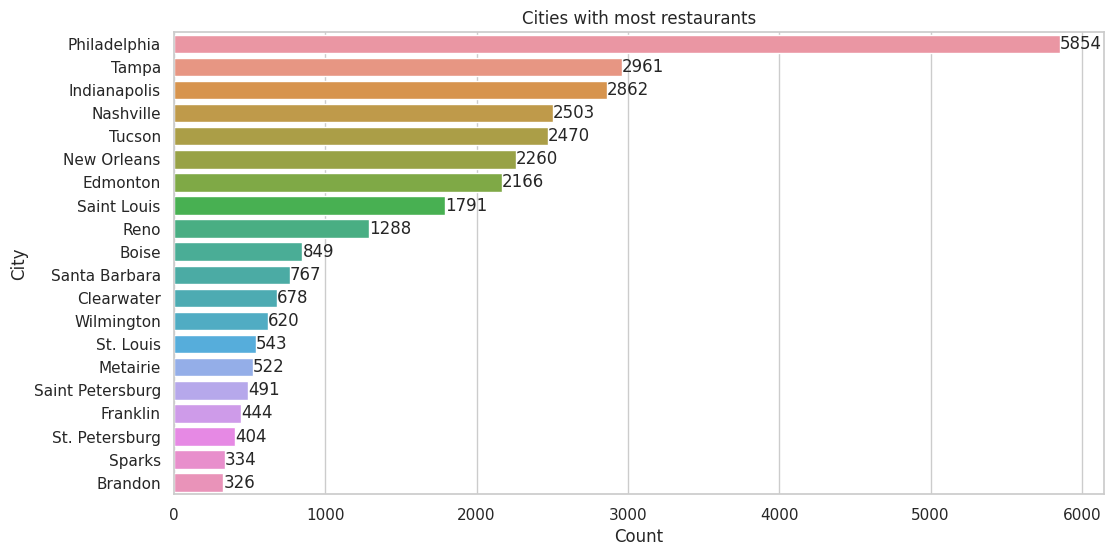 Cities with most restaurants
City
Philadelphia 5854
Tampa 2961
Indianapolis 2862
Nashville 2503
Tucson 2470
New Orleans 2260
Edmonton 2166
Saint Louis 1791
Reno 1288
Boise 849
Santa Barbara 767
Clearwater 678
Wilmington 620
St. Louis 543
Metairie 522
Saint Petersburg 491
Franklin 444
St. Petersburg 404
Sparks 334
Brandon 326
0 1000 2000 3000 4000 5000 6000
Count